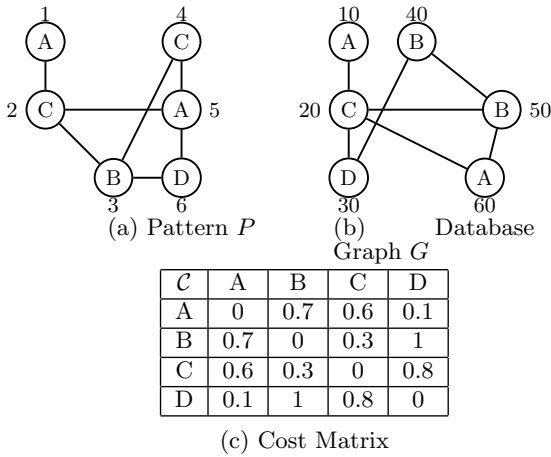 1 4 10 40
A C A B
2 C A 5 20 C B 50
B D D A
3 6 30 60
(a) Pattern P (b) Database
Graph G
C A B C D
A 0 0.7 0.6 0.1
B 0.7 0 0.3 1
C 0.6 0.3 0 0.8
D 0.1 1 0.8 0
(c) Cost Matrix